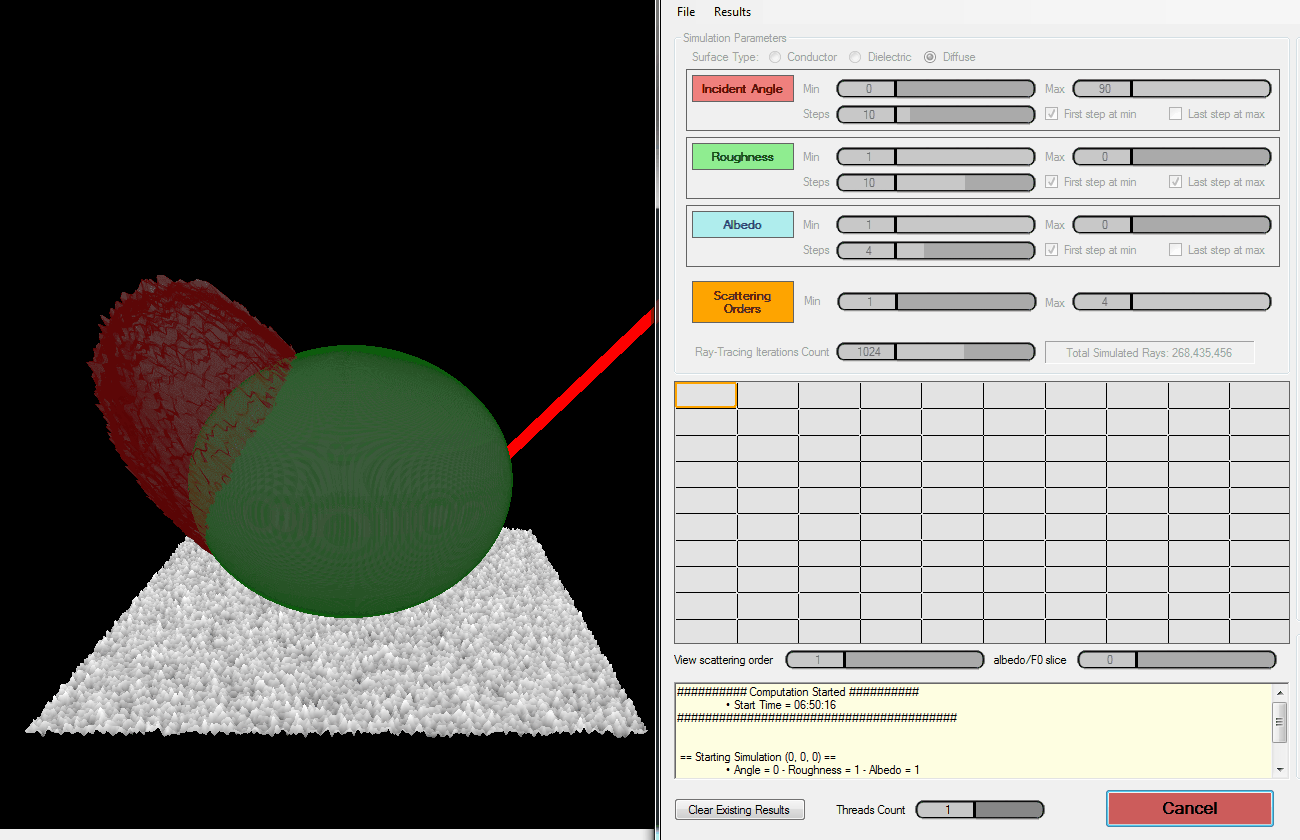 File Results
Simulation Parameters
Surface Type: Conductor Dielectric Diffuse
Incident Angle Min 0 Max 90
Steps 10 First step at min Last step at max
Roughness Min 1 Max 0
Steps 10 First step at min Last step at max
Albedo Min 1 Max 0
Steps 4 First step at min Last step at max
Scattering
Orders Min 1 Max 4
Ray-Tracing Iterations Count 1024 Total Simulated Rays: 268,435,456
View scattering order 1 albedo/F0 slice 0
########## Computation Started ##########
• Start Time = 06:50:16
########################################
== Starting Simulation (0, 0, 0) ==
• Angle = 0 - Roughness = 1 - Albedo = 1
Clear Existing Results Threads Count 1 Cancel